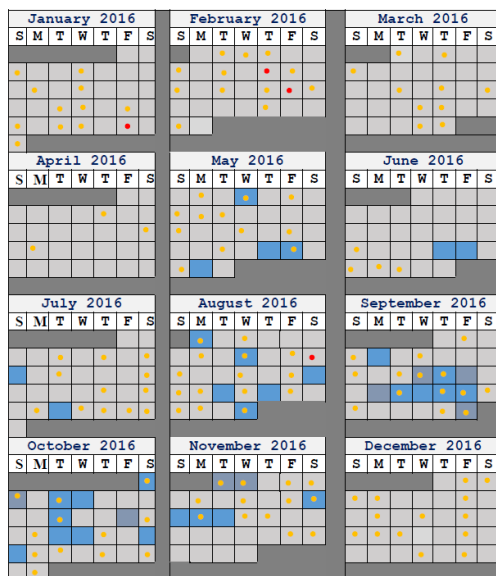 January 2016
S M T W T F S
February 2016
S M T W T F S
March 2016
S M T W T F S
April 2016
S M T W T F S
May 2016
S M T W T F S
June 2016
S M T W T F S
July 2016
S M T W T F S
August 2016
S M T W T F S
September 2016
S M T W T F S
October 2016
S M T W T F S
November 2016
S M T W T F S
December 2016
S M T W T F S